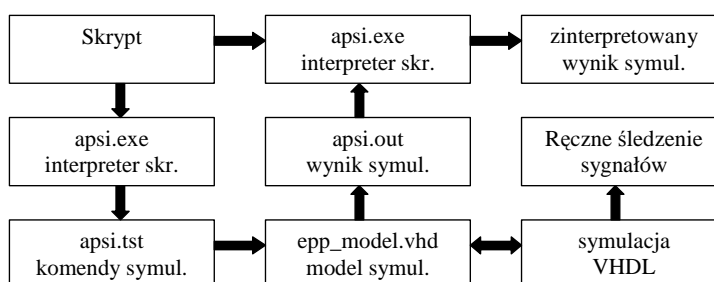 Skrypt
apsi.exe
interpreter skr.
zinterpretowany
wynik symul.
apsi.exe
interpreter skr.
apsi.out
wynik symul.
Ręczne śledzenie
sygnałów
apsi.tst
komendy symul.
epp_model.vhd
model symul.
symulacja
VHDL